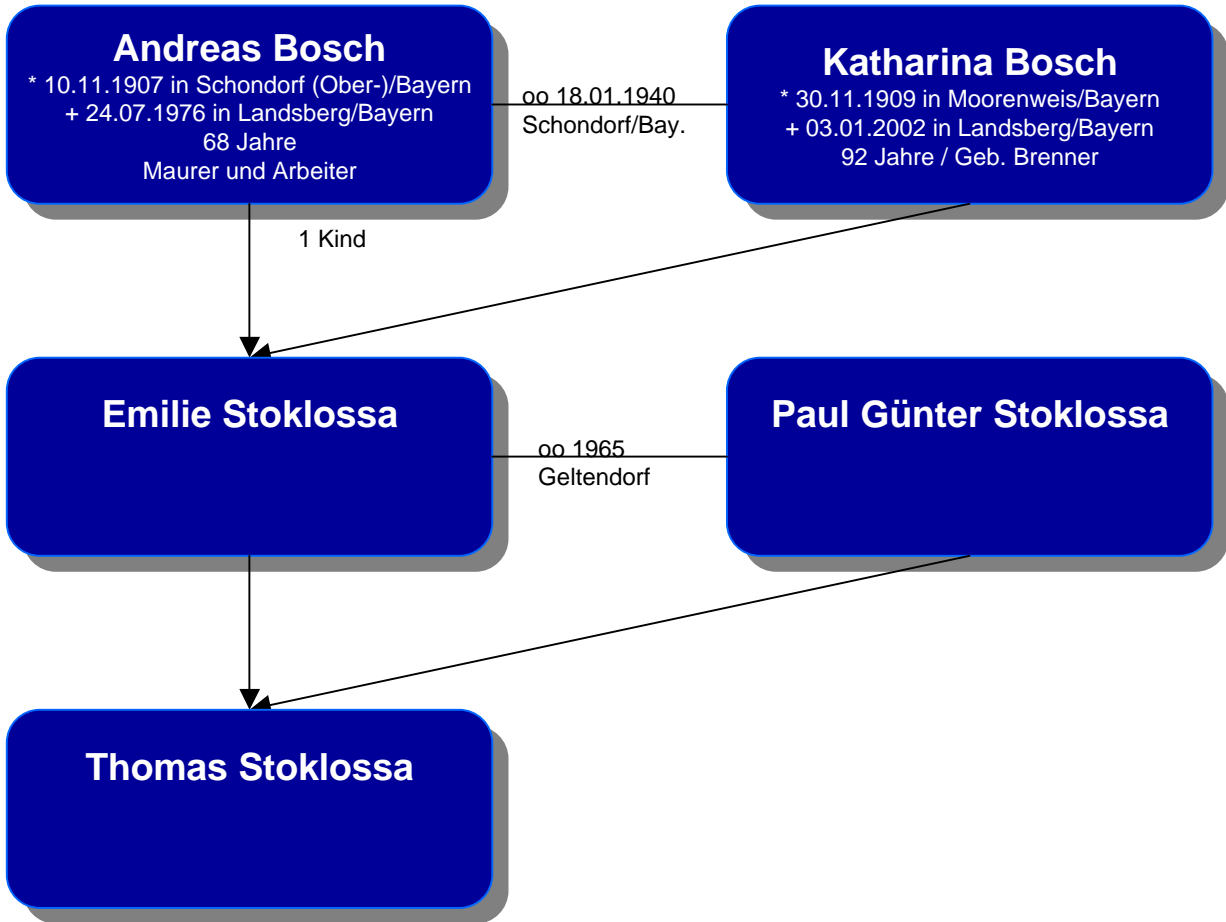 Andreas Bosch
* 10.11.1907 in Schondorf (Ober-)/Bayern
+ 24.07.1976 in Landsberg/Bayern
68 Jahre
Maurer und Arbeiter
oo 18.01.1940
Schondorf/Bay.
Katharina Bosch
* 30.11.1909 in Moorenweis/Bayern
+ 03.01.2002 in Landsberg/Bayern
92 Jahre / Geb. Brenner
1 Kind
Emilie Stoklossa
oo 1965
Geltendorf
Paul Günter Stoklossa
Thomas Stoklossa